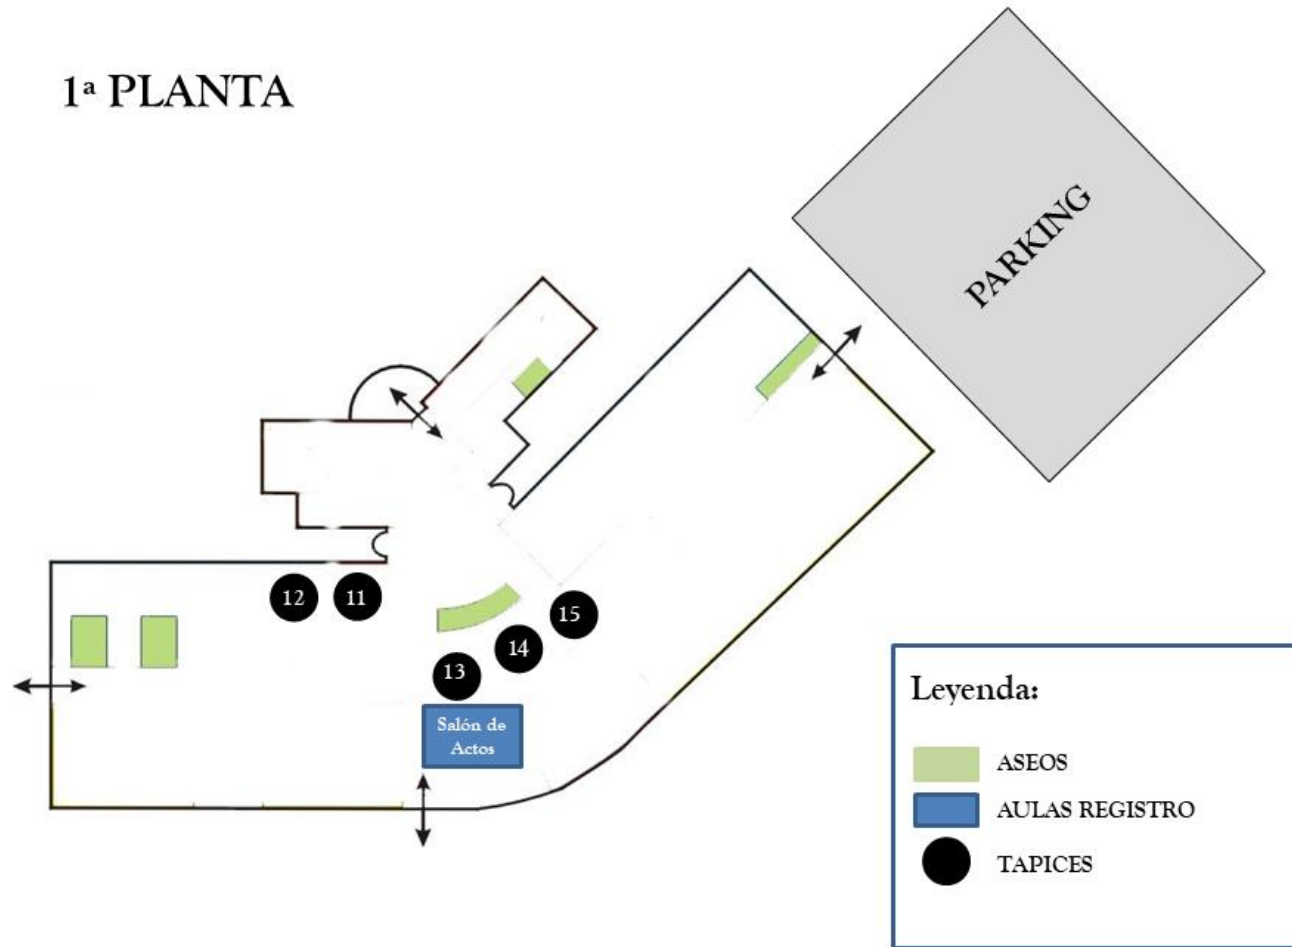 1ª PLANTA
PARKING
12
11
15
14
13
Salón de
Actos
Leyenda:
ASEOS
AULAS REGISTRO
TAPICES